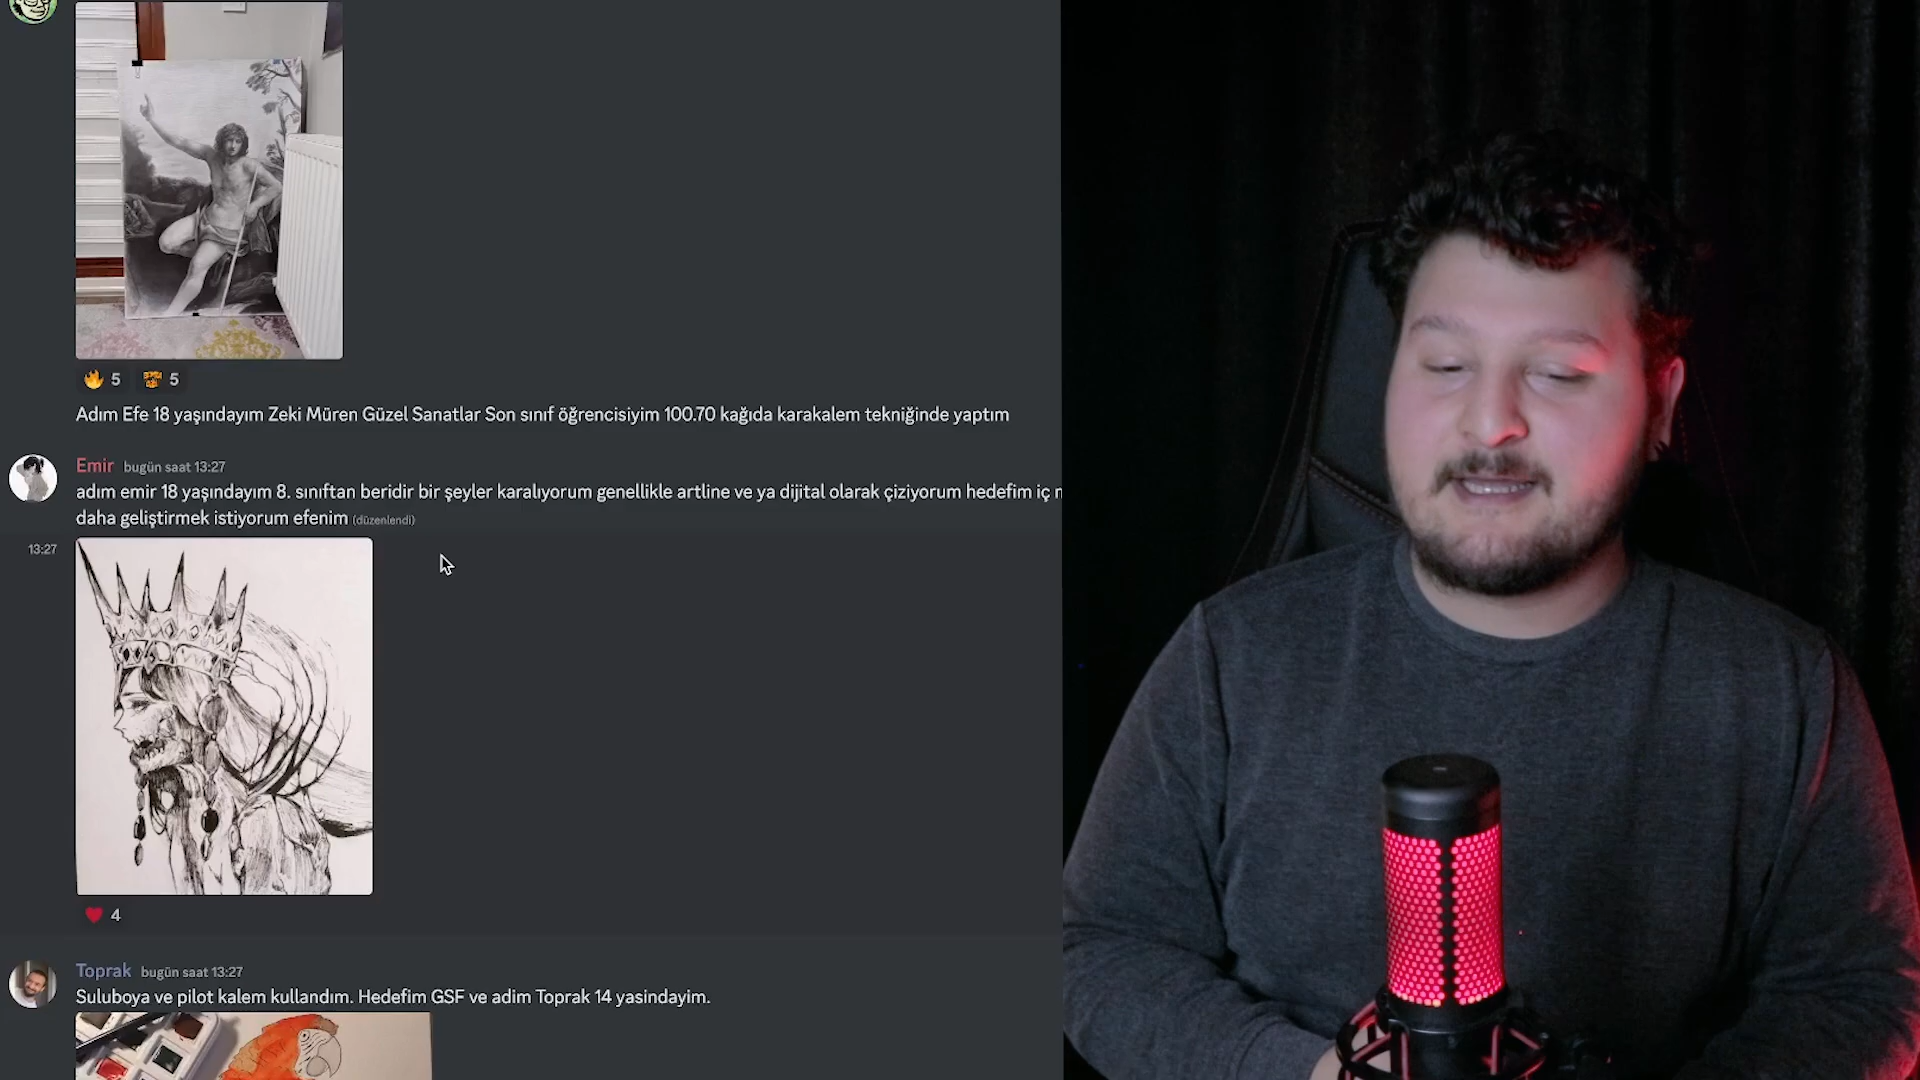 5 5
Adım Efe 18 yaşındayım Zeki Müren Güzel Sanatlar Son sınıf öğrencisiyim 100.70 kağıda karakalem tekniğinde yaptım
Emir bugün saat 13:27
adım emir 18 yaşındayım 8. sınıftan beridir bir şeyler karalıyorum genellikle artline ve ya dijital olarak çiziyorum hedefim iç
daha geliştirmek istiyorum efenim (düzenlendi)
13:27
4
Toprak bugün saat 13:27
Suluboya ve pilot kalem kullandım. Hedefim GSF ve adim Toprak 14 yasindayim.